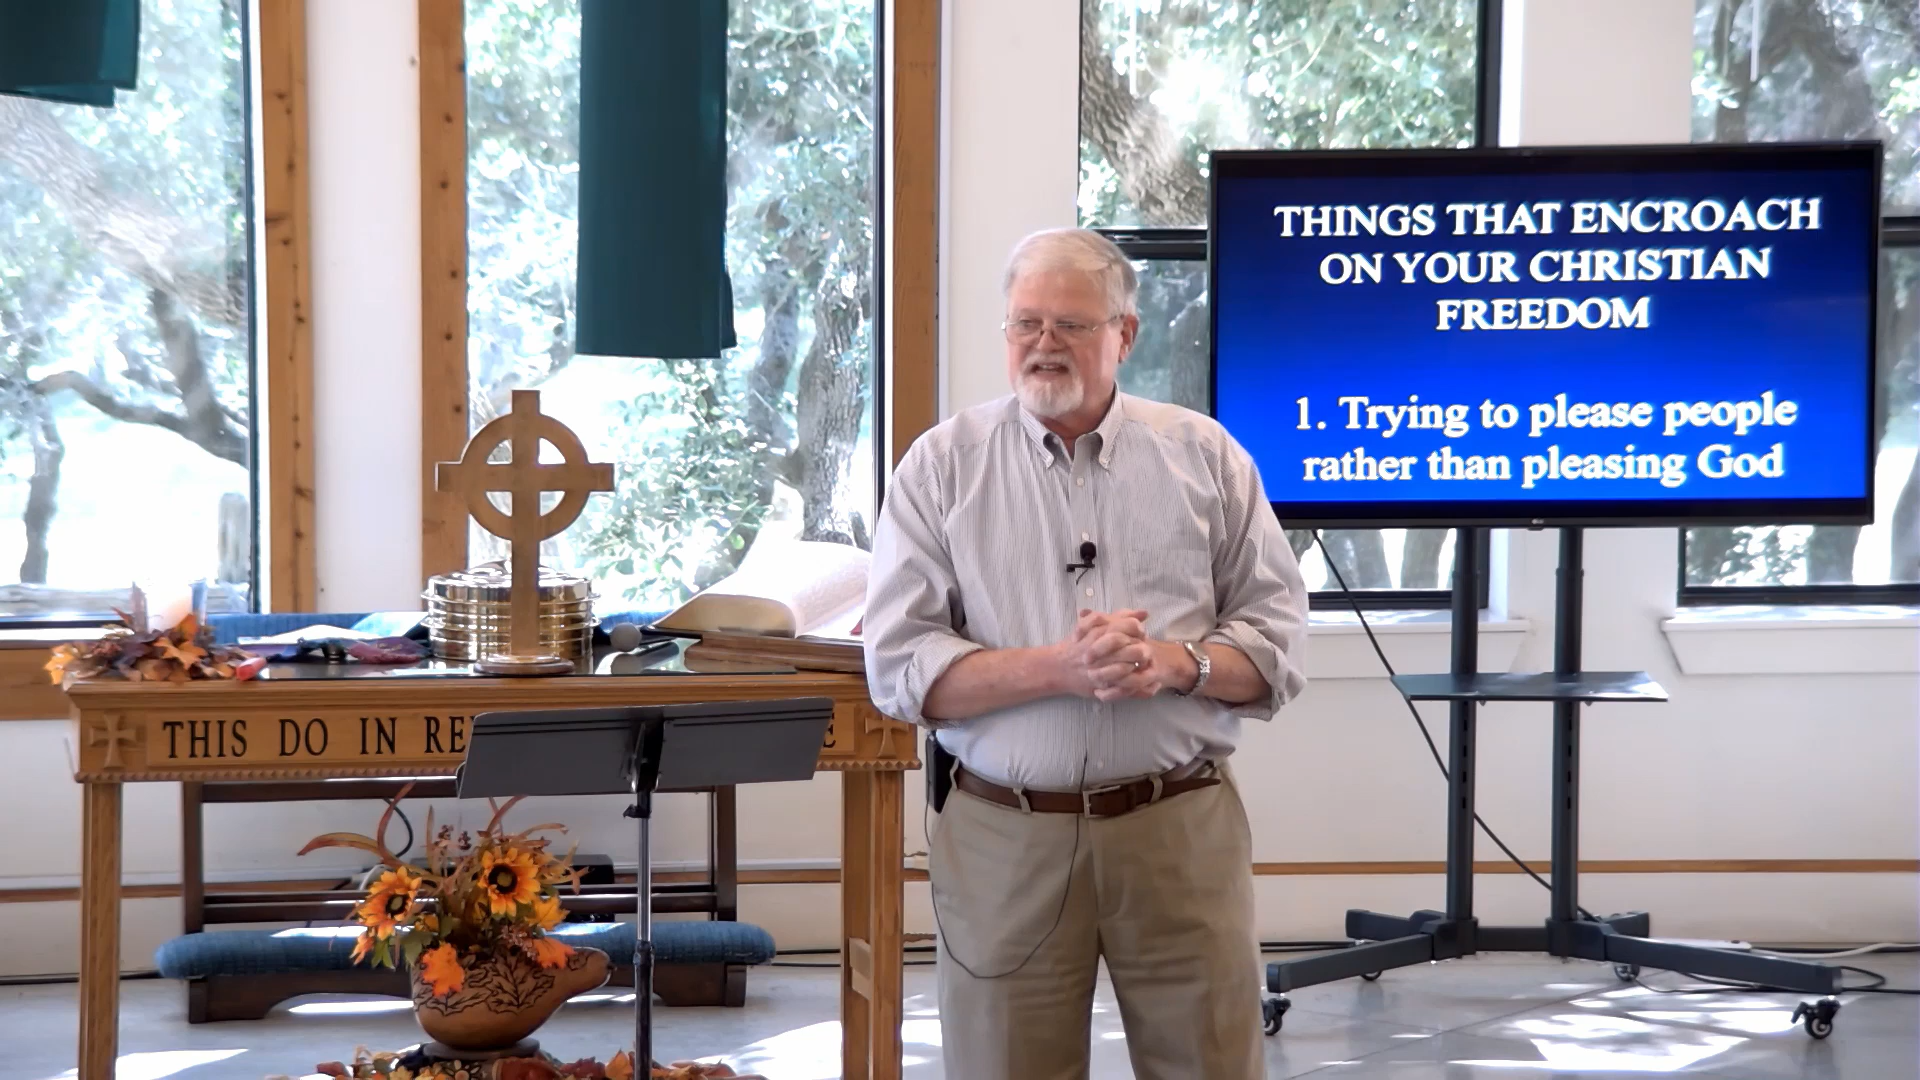 THINGS THAT ENCROACH
ON YOUR CHRISTIAN
FREEDOM
1. Trying to please people
rather than pleasing God
THIS DO IN RE